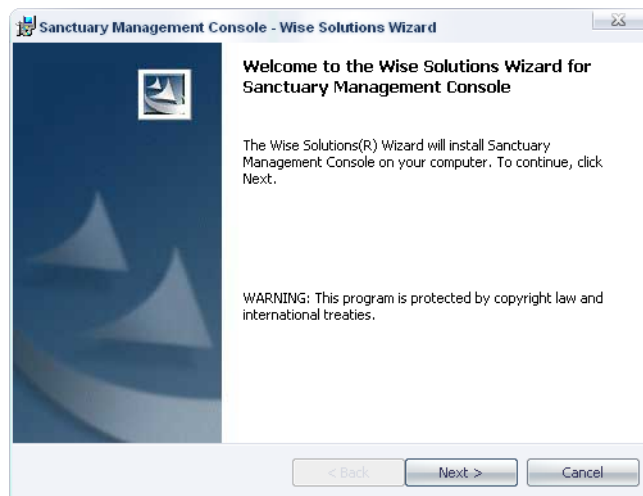 Sanctuary Management Console - Wise Solutions Wizard
Welcome to the Wise Solutions Wizard for
Sanctuary Management Console
The Wise Solutions(R) Wizard will install Sanctuary
Management Console on your computer. To continue, click
Next.
WARNING: This program is protected by copyright law and
international treaties.
< Back
Next >
Cancel